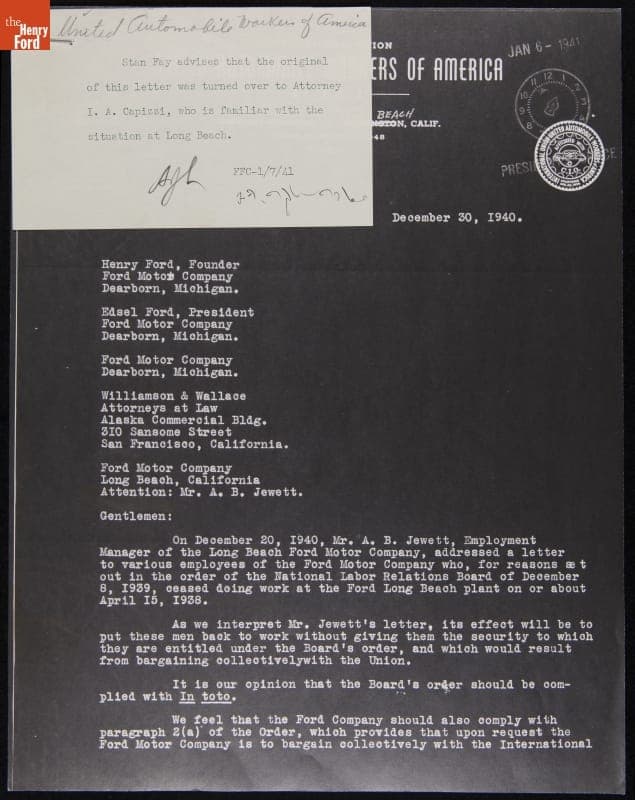 the
Henry
Ford
United Automobile Workers of America
Stan Fay advises that the original
of this letter was turned over to Attorney
I. A. Capizzi, who is familiar with the
situation at Long Beach.
FFC-1/7/41
ION
ERS OF AMERICA
BEACH
NGTON, CALIF.
48
JAN 6 - 1941
PRESI
CE
INTERNATIONAL UNION UNITED AUTOMOBILE WORKERS OF AMERICA
C.I.O.
December 30, 1940.
Henry Ford, Founder
Ford Motor Company
Dearborn, Michigan.
Edsel Ford, President
Ford Motor Company
Dearborn, Michigan.
Ford Motor Company
Dearborn, Michigan.
Williamson & Wallace
Attorneys at Law
Alaska Commercial Bldg.
310 Sansome Street
San Francisco, California.
Ford Motor Company
Long Beach, California
Attention: Mr. A. B. Jewett.
Gentlemen:
On December 20, 1940, Mr. A. B. Jewett, Employment
Manager of the Long Beach Ford Motor Company, addressed a letter
to various employees of the Ford Motor Company who, for reasons set
out in the order of the National Labor Relations Board of December
8, 1939, ceased doing work at the Ford Long Beach plant on or about
April 15, 1938.
As we interpret Mr. Jewett's letter, its effect will be to
put these men back to work without giving them the security to which
they are entitled under the Board's order, and which would result
from bargaining collectivelywith the Union.
It is our opinion that the Board's order should be com-
plied with In toto.
We feel that the Ford Company should also comply with
paragraph 2(a) of the Order, which provides that upon request the
Ford Motor Company is to bargain collectively with the International